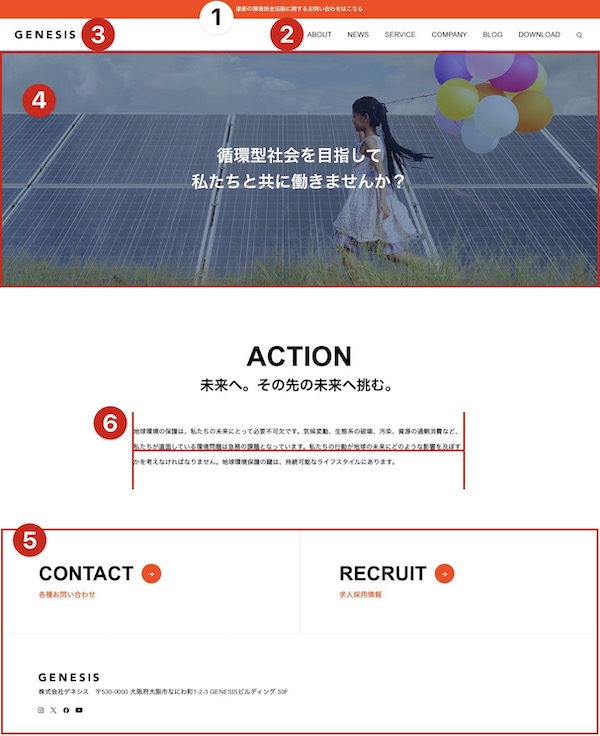 最新の環境保全活動に関するお問い合わせはこちら
1
GENESIS
3
2
ABOUT NEWS SERVICE COMPANY BLOG DOWNLOAD
4
循環型社会を目指して
私たちと共に働きませんか？
ACTION
未来へ。その先の未来へ挑む。
6
地球環境の保護は、私たちの未来にとって必要不可欠です。気候変動、生態系の破壊、汚染、資源の過剰消費など、
私たちが直面している環境問題は急務の課題となっています。私たちの行動が地球の未来にどのような影響を及ぼす
かを考えなければなりません。地球環境保護の鍵は、持続可能なライフスタイルにあります。
5
CONTACT
各種お問い合わせ
RECRUIT
求人採用情報
GENESIS
株式会社ゲネシス　〒530-0000 大阪府大阪市なにわ町1-2-3 GENESISビルディング 30F